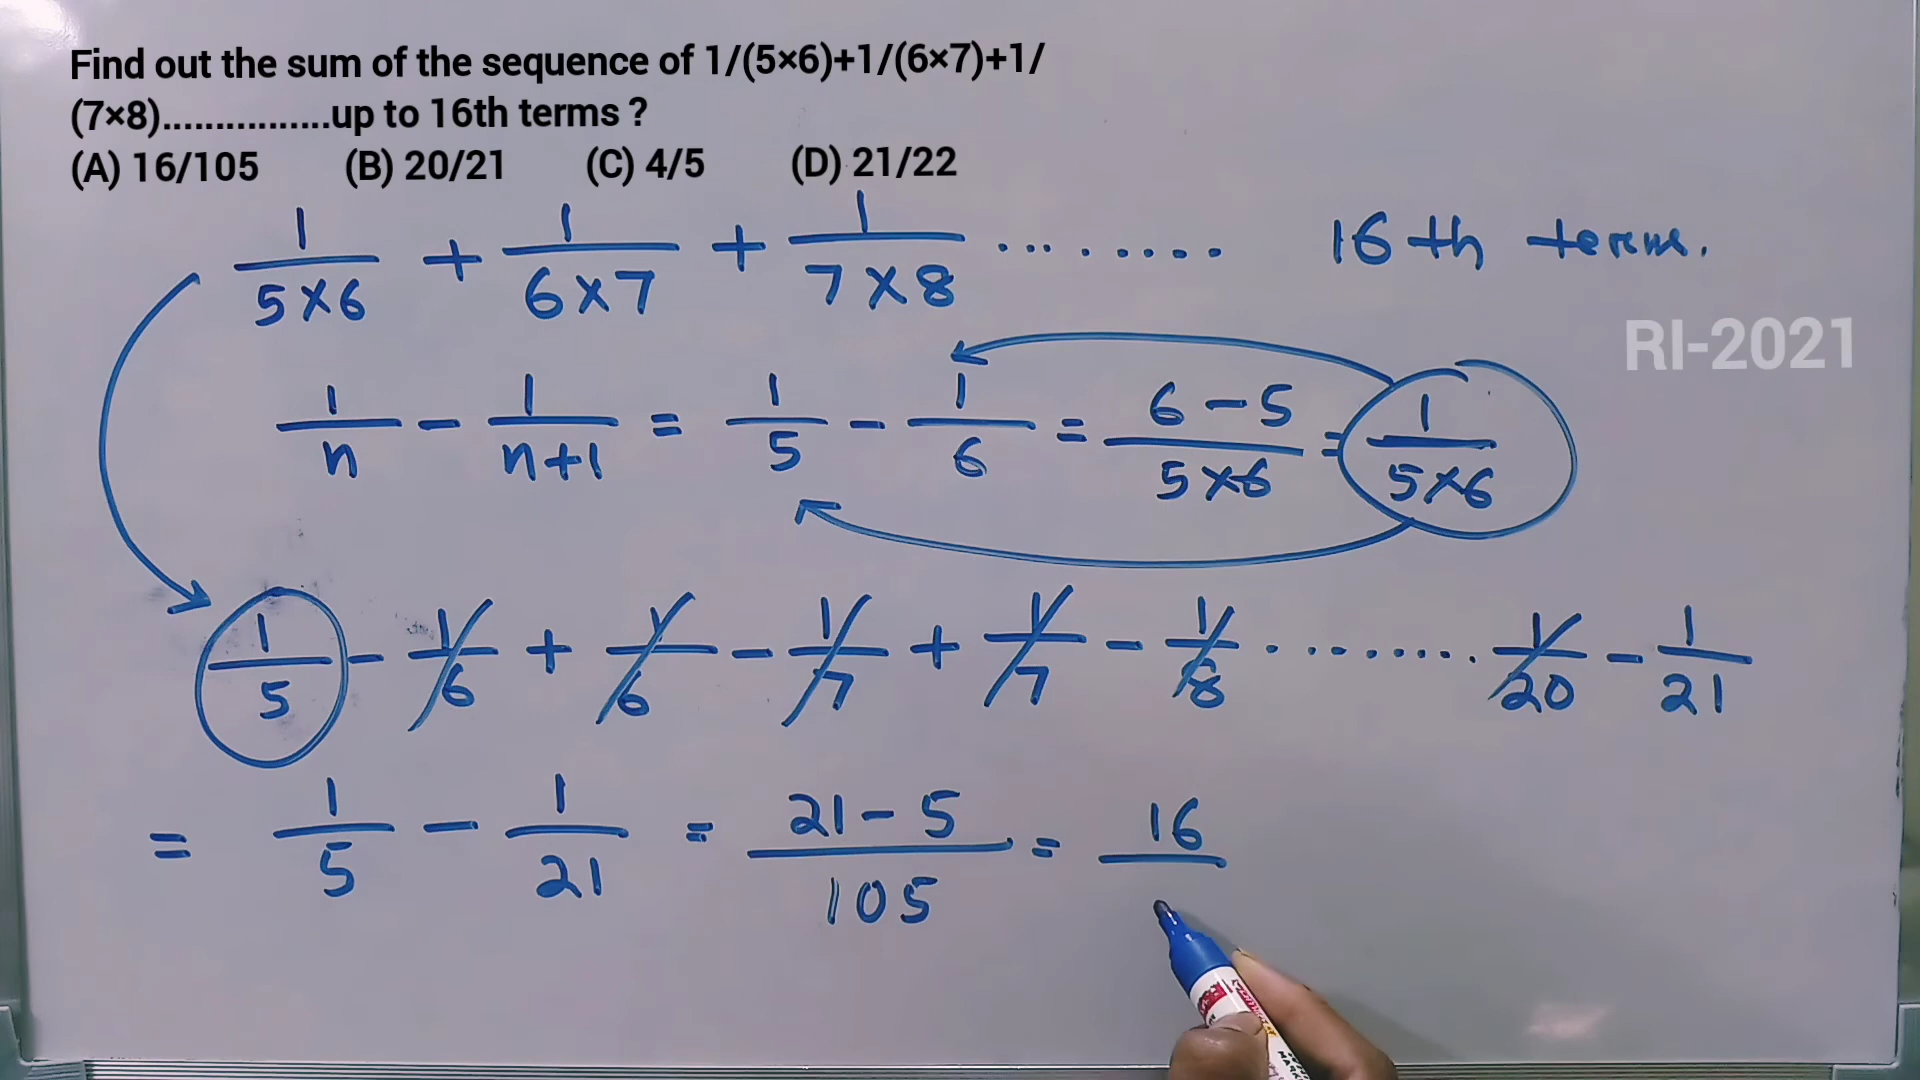 Find out the sum of the sequence of 1/(5×6)+1/(6×7)+1/
(7×8)................up to 16th terms ?
(A) 16/105 (B) 20/21 (C) 4/5 (D) 21/22
1/(5×6) + 1/(6×7) + 1/(7×8) ........ 16th term.
RI-2021
1/n - 1/(n+1) = 1/5 - 1/6 = (6-5)/(5×6) = 1/(5×6)
1/5 - 1/6 + 1/6 - 1/7 + 1/7 - 1/8 ........ 1/20 - 1/21
= 1/5 - 1/21 = (21-5)/105 = 16/